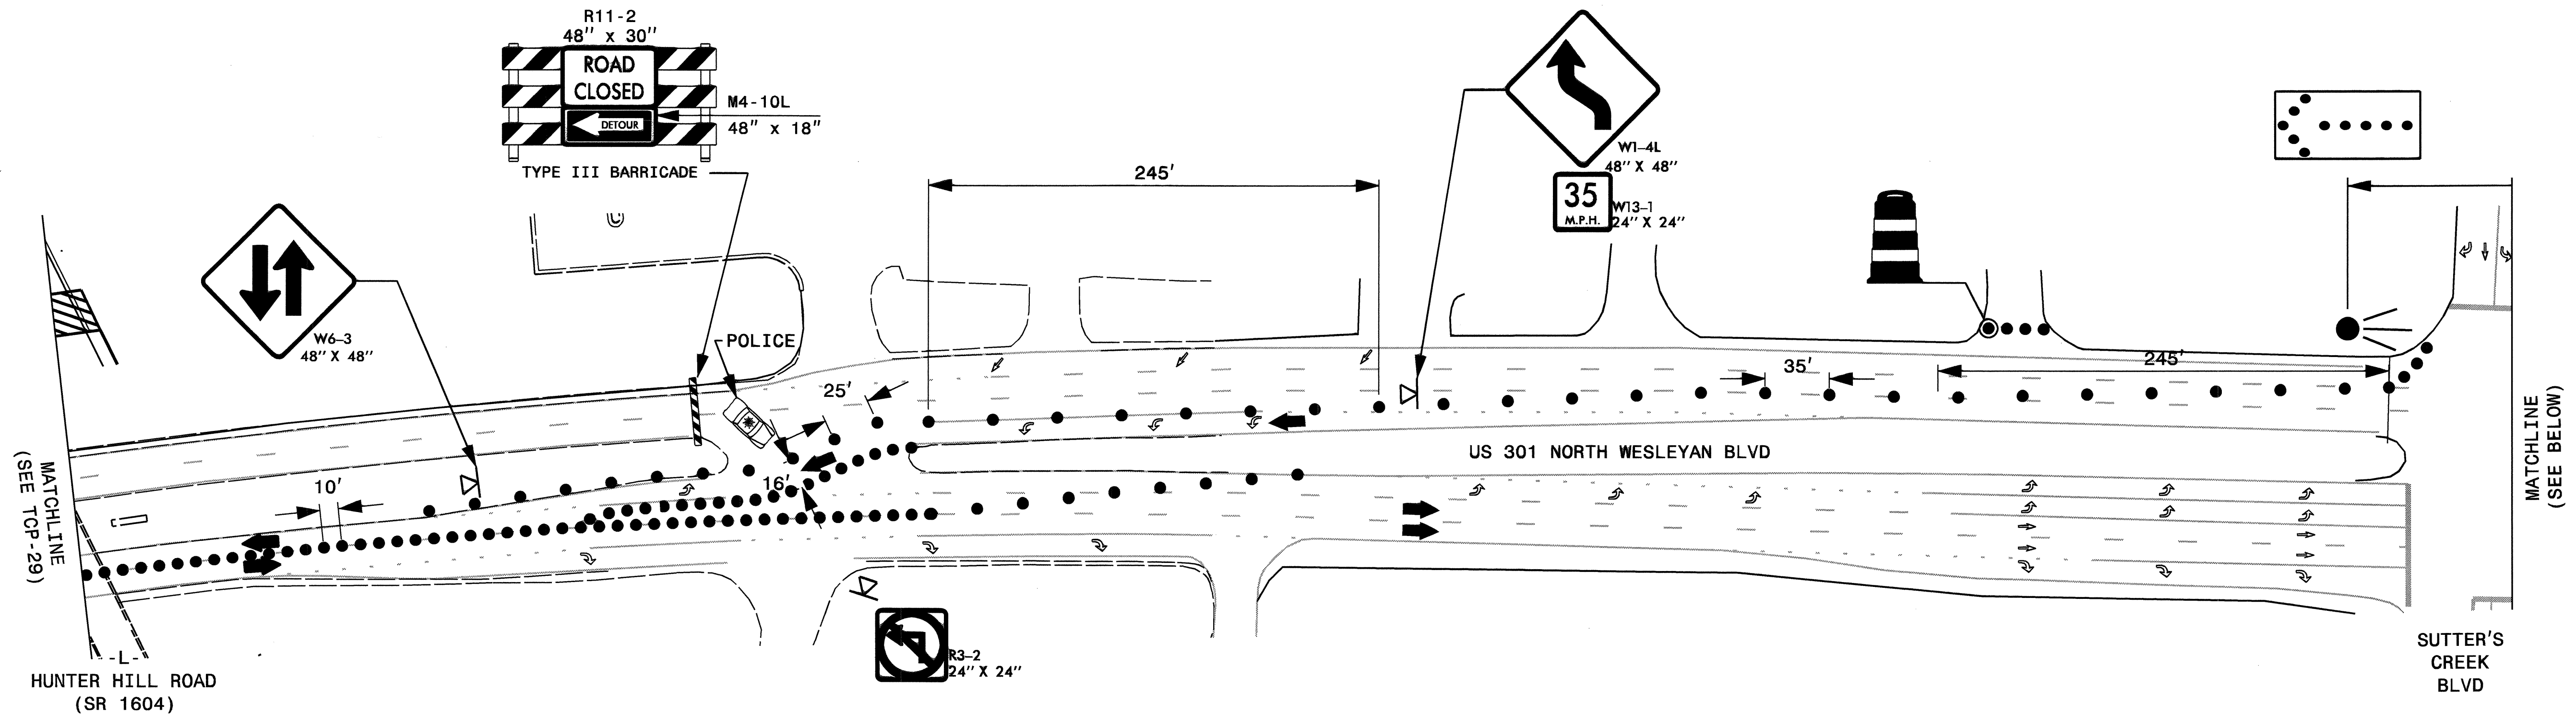 R11-2
48" x 30"
ROAD
CLOSED
DETOUR
M4-10L
48" x 18"
TYPE III BARRICADE
W1-4L
48" X 48"
35
M.P.H.
W13-1
24" X 24"
245'
W6-3
48" X 48"
POLICE
25'
35'
245'
US 301 NORTH WESLEYAN BLVD
16'
10'
MATCHLINE
(SEE TCP-29)
MATCHLINE
(SEE BELOW)
R3-2
24" X 24"
-L-
HUNTER HILL ROAD
(SR 1604)
SUTTER'S
CREEK
BLVD